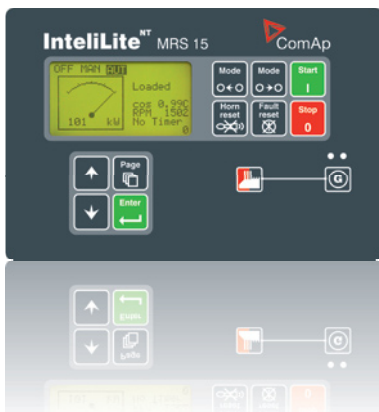 InteliLite NT MRS 15
ComAp
OFF MAN AUT
Loaded
cos 0.99C
RPM 1502
No Timer
0
101 kW
Mode
Mode
Start
I
Horn reset
Fault reset
Stop
0
Page
Enter
G